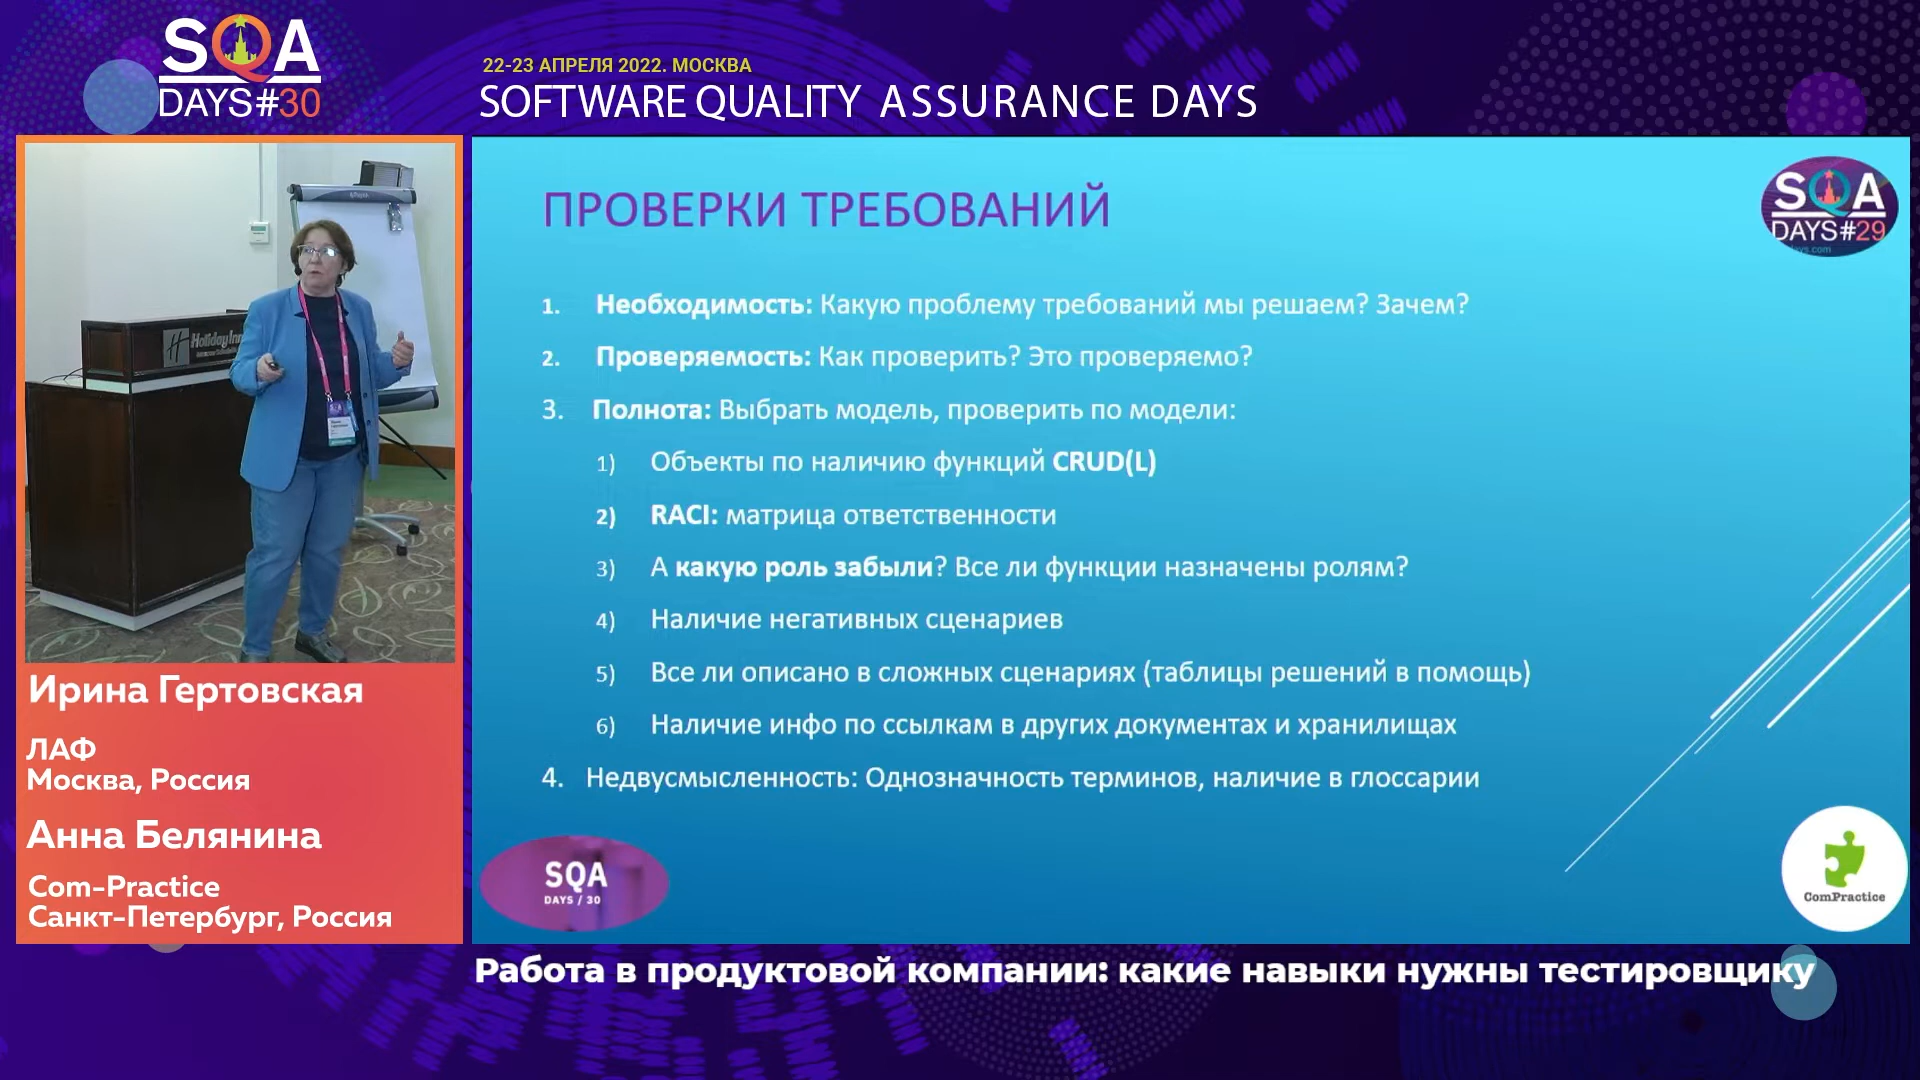 SQA
DAYS#30
22-23 АПРЕЛЯ 2022. МОСКВА
SOFTWARE QUALITY ASSURANCE DAYS
Holiday Inn
Ирина Гертовская
ЛАФ
Москва, Россия
Анна Белянина
Com-Practice
Санкт-Петербург, Россия
ПРОВЕРКИ ТРЕБОВАНИЙ
SQA
DAYS#29
1. Необходимость: Какую проблему требований мы решаем? Зачем?
2. Проверяемость: Как проверить? Это проверяемо?
3. Полнота: Выбрать модель, проверить по модели:
1) Объекты по наличию функций CRUD(L)
2) RACI: матрица ответственности
3) А какую роль забыли? Все ли функции назначены ролям?
4) Наличие негативных сценариев
5) Все ли описано в сложных сценариях (таблицы решений в помощь)
6) Наличие инфо по ссылкам в других документах и хранилищах
4. Недвусмысленность: Однозначность терминов, наличие в глоссарии
SQA
DAYS / 30
ComPractice
Работа в продуктовой компании: какие навыки нужны тестировщику